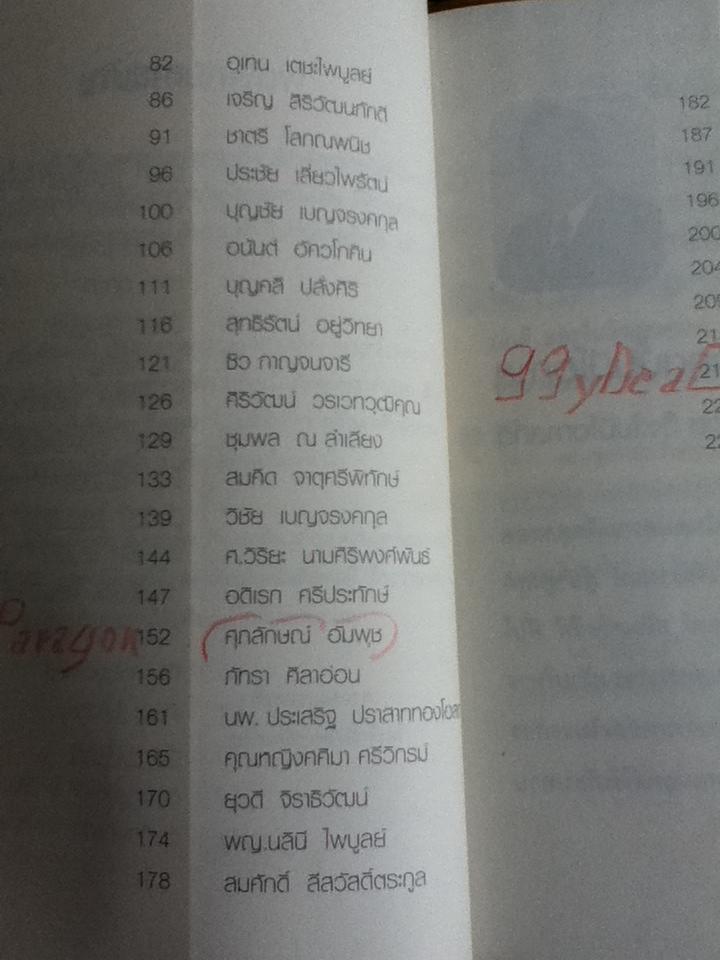 82 อุเทน เตชะไพบูลย์
86 เจริญ สิริวัฒนภักดี
91 ชาตรี โสภณพนิช
96 ประชัย เลี่ยวไพรัตน์
100 บุญชัย เบญจรงคกุล
106 อนันต์ อัศวโภคิน
111 บุญคลี ปลั่งศิริ
116 สุทธิรัตน์ อยู่วิทยา
121 ชิว กาญจนจารี
126 ศิริวัฒน์ วรเวทวุฒิคุณ
129 ชุมพล ณ ลำเลียง
133 สมคิด จาตุศรีพิทักษ์
139 วิชัย เบญจรงคกุล
144 ศ.วิริยะ นามศิริพงศ์พันธ์
147 อดิเรก ศรีประทักษ์
Paragon 152 ศุภลักษณ์ อัมพุช
156 ภัทรา ศิลาอ่อน
161 นพ. ประเสริฐ ปราสาททองโอสถ
165 คุณหญิงศศิมา ศรีวิกรม์
170 ยุวดี จิราธิวัฒน์
174 พญ.นลินี ไพบูลย์
178 สมศักดิ์ ลีสวัสดิ์ตระกูล
182
187
191
196
200
204
99yDeaE